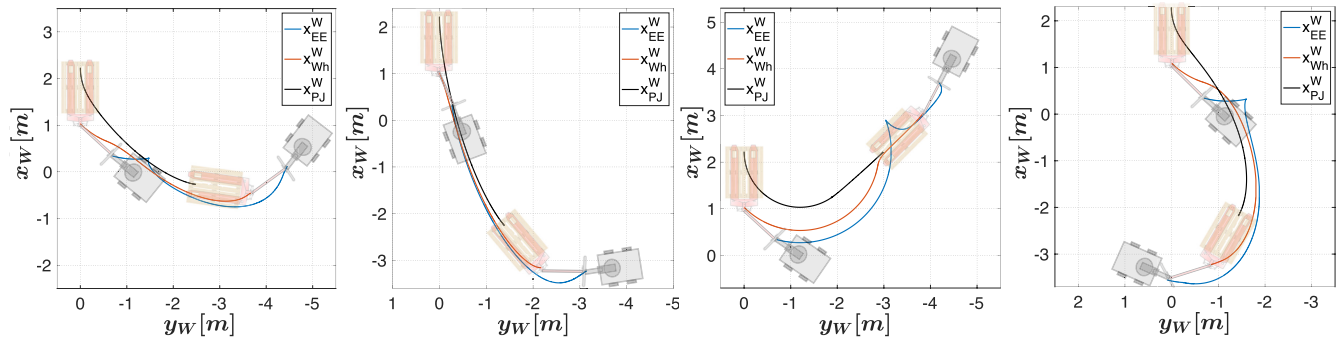 3
2
1
0
-1
-2
0 -1 -2 -3 -4 -5
x_W [m]
y_W [m]
x^W_EE
x^W_Wh
x^W_PJ
2
1
0
-1
-2
-3
1 0 -1 -2 -3 -4 -5
x_W [m]
y_W [m]
x^W_EE
x^W_Wh
x^W_PJ
5
4
3
2
1
0
0 -1 -2 -3 -4 -5
x_W [m]
y_W [m]
x^W_EE
x^W_Wh
x^W_PJ
2
1
0
-1
-2
-3
2 1 0 -1 -2 -3
x_W [m]
y_W [m]
x^W_EE
x^W_Wh
x^W_PJ